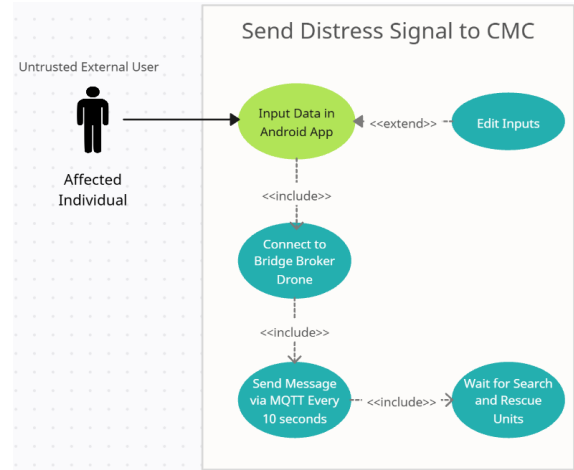 Send Distress Signal to CMC
Untrusted External User
Affected
Individual
Input Data in
Android App
<<extend>>
Edit Inputs
<<include>>
Connect to
Bridge Broker
Drone
<<include>>
Send Message
via MQTT Every
10 seconds
<<include>>
Wait for Search
and Rescue
Units